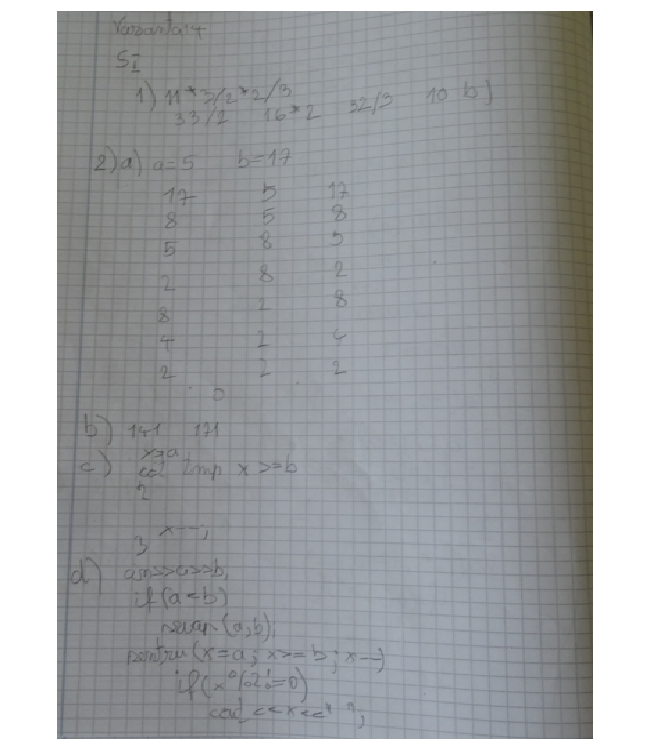 Varianta 14
SI
1) 11*3/2*2/3
33/2 16*2 32/3 10 b)
2) a) a=5 b=17
17 5 17
8 5 8
5 8 5
2 8 2
8 2 8
4 2 4
2 2 2
0
b) 141 171
c) x=a
cat timp x>=b
x--;
d) cin>>a>>b;
if(a<b)
swap(a,b);
pentru(x=a; x>=b; x--)
if(x%2!=0)
cout<<x<<" ";